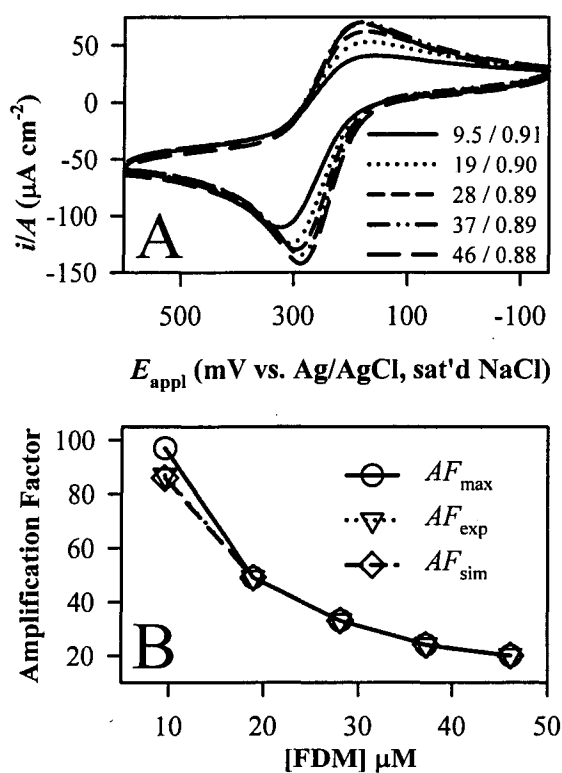 50
0
-50
-100
-150
i/A (µA cm⁻²)
A
9.5 / 0.91
19 / 0.90
28 / 0.89
37 / 0.89
46 / 0.88
500 300 100 -100
E_appl (mV vs. Ag/AgCl, sat'd NaCl)
100
80
60
40
20
Amplification Factor
AF_max
AF_exp
AF_sim
B
10 20 30 40 50
[FDM] µM